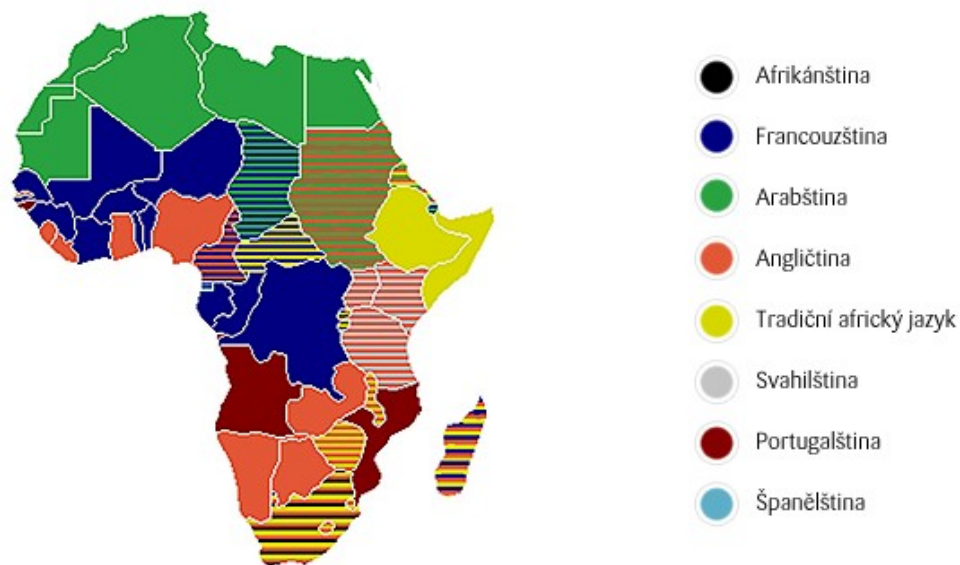 Afrikánština
Francouzština
Arabština
Angličtina
Tradiční africký jazyk
Svahilština
Portugalština
Španělština